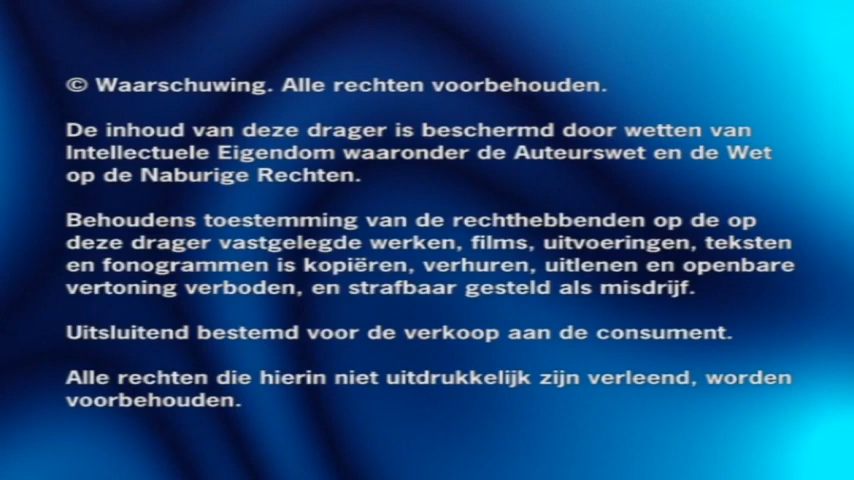 © Waarschuwing. Alle rechten voorbehouden.
De inhoud van deze drager is beschermd door wetten van
Intellectuele Eigendom waaronder de Auteurswet en de Wet
op de Naburige Rechten.
Behoudens toestemming van de rechthebbenden op de op
deze drager vastgelegde werken, films, uitvoeringen, teksten
en fonogrammen is kopiëren, verhuren, uitlenen en openbare
vertoning verboden, en strafbaar gesteld als misdrijf.
Uitsluitend bestemd voor de verkoop aan de consument.
Alle rechten die hierin niet uitdrukkelijk zijn verleend, worden
voorbehouden.